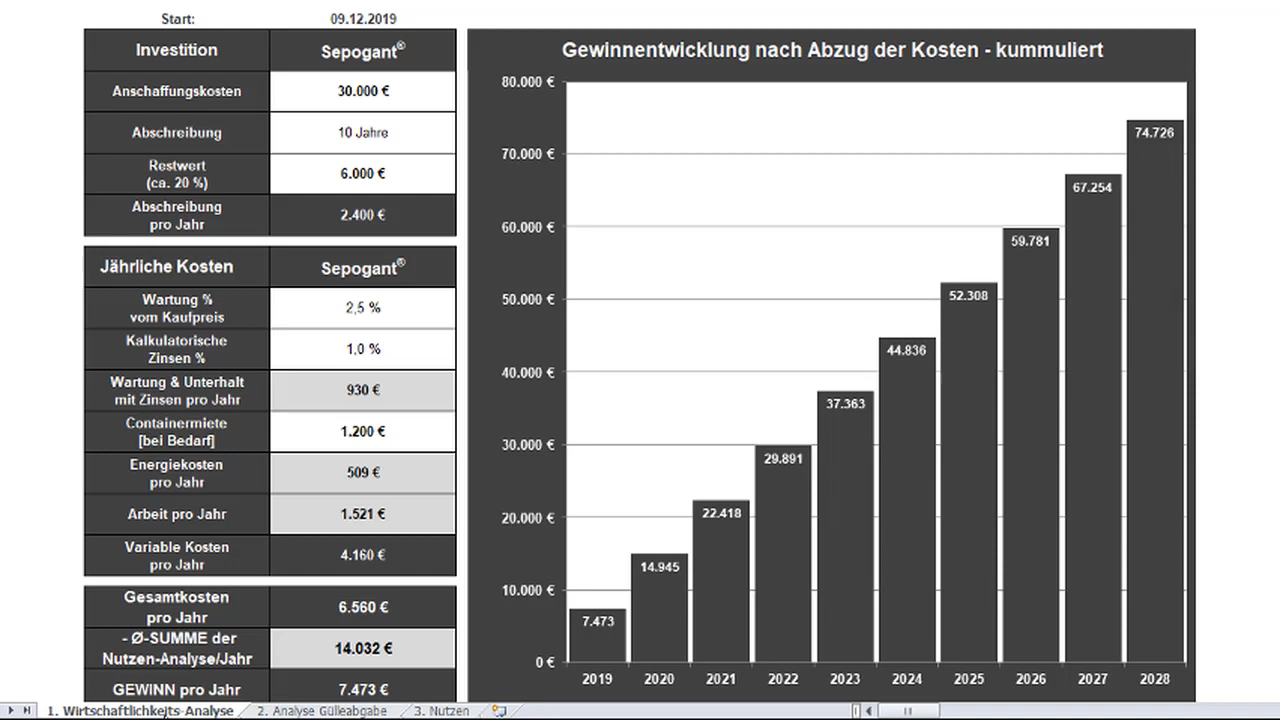 Start: 09.12.2019
Investition Sepogant®
Anschaffungskosten 30.000 €
Abschreibung 10 Jahre
Restwert
(ca. 20 %) 6.000 €
Abschreibung
pro Jahr 2.400 €
Jährliche Kosten Sepogant®
Wartung %
vom Kaufpreis 2,5 %
Kalkulatorische
Zinsen % 1,0 %
Wartung & Unterhalt
mit Zinsen pro Jahr 930 €
Containermiete
[bei Bedarf] 1.200 €
Energiekosten
pro Jahr 509 €
Arbeit pro Jahr 1.521 €
Variable Kosten
pro Jahr 4.160 €
Gesamtkosten
pro Jahr 6.560 €
- Ø-SUMME der
Nutzen-Analyse/Jahr 14.032 €
GEWINN pro Jahr 7.473 €
Gewinnentwicklung nach Abzug der Kosten - kummuliert
80.000 €
70.000 €
60.000 €
50.000 €
40.000 €
30.000 €
20.000 €
10.000 €
0 €
7.473
14.945
22.418
29.891
37.363
44.836
52.308
59.781
67.254
74.726
2019 2020 2021 2022 2023 2024 2025 2026 2027 2028
1. Wirtschaftlichkeits-Analyse 2. Analyse Gülleabgabe 3. Nutzen